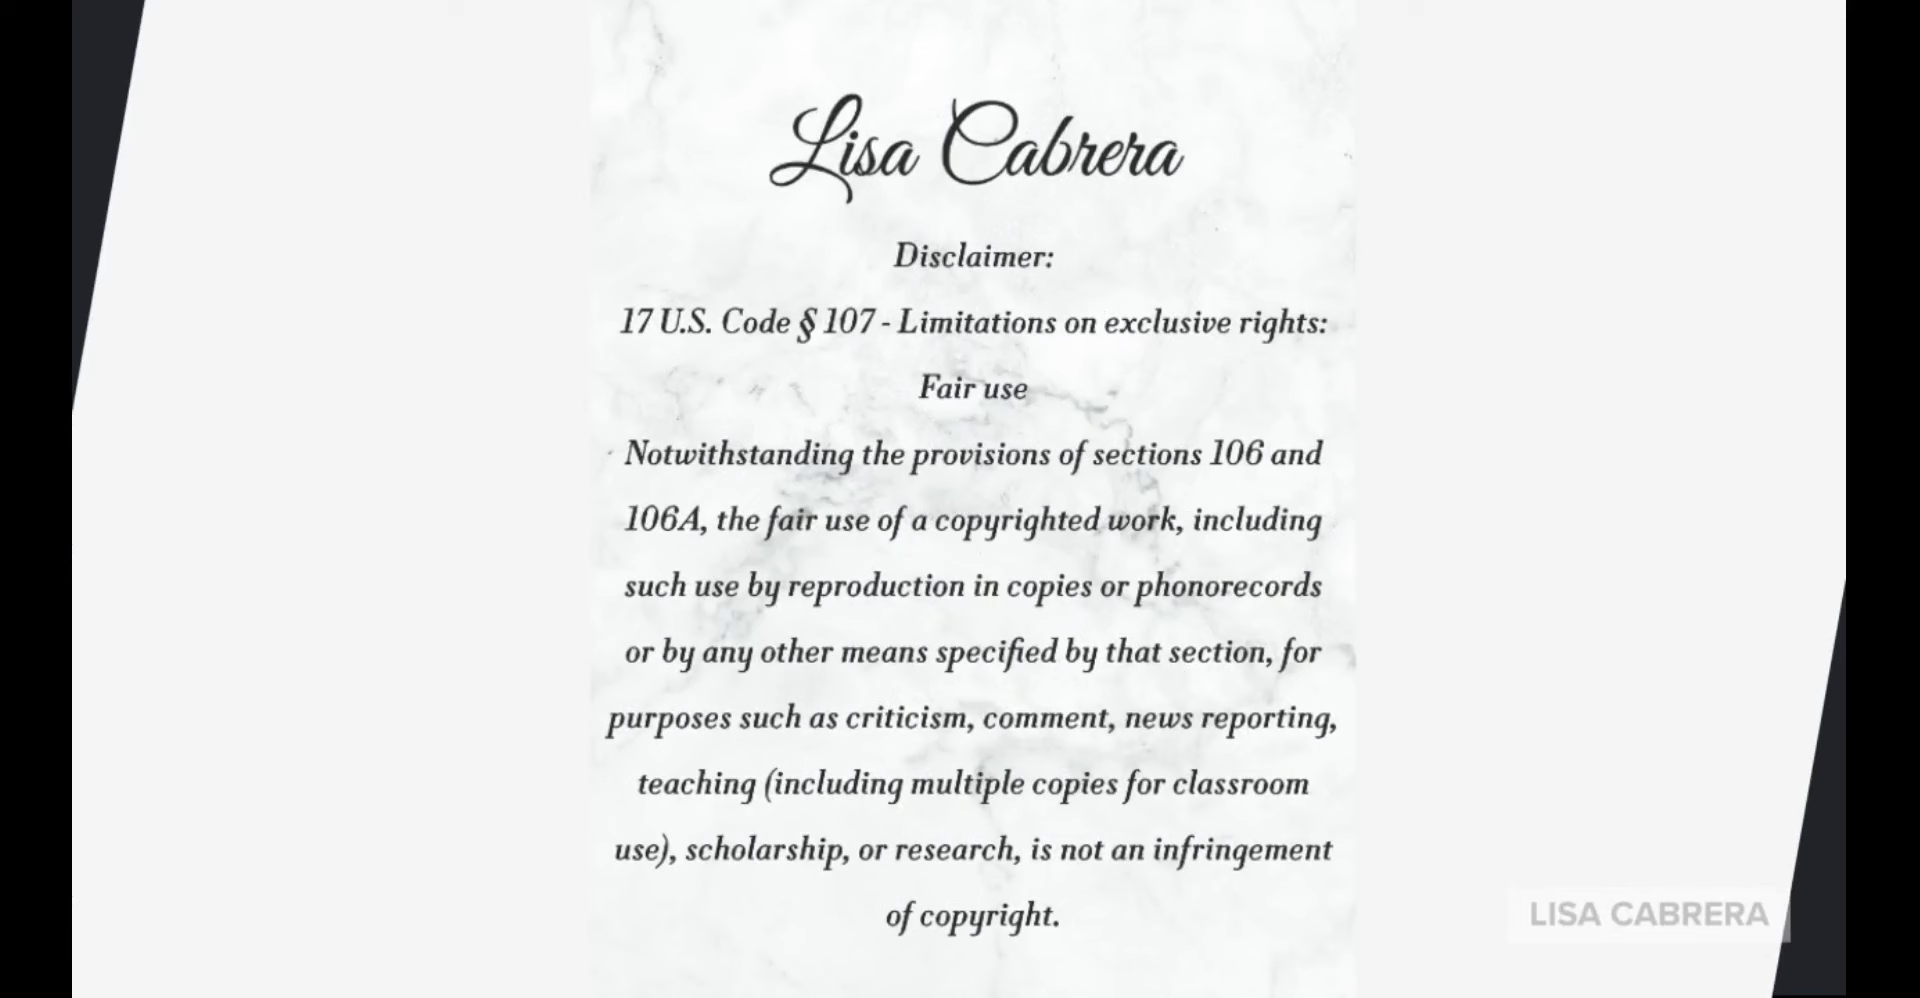 Lisa Cabrera
Disclaimer:
17 U.S. Code § 107 - Limitations on exclusive rights:
Fair use
Notwithstanding the provisions of sections 106 and
106A, the fair use of a copyrighted work, including
such use by reproduction in copies or phonorecords
or by any other means specified by that section, for
purposes such as criticism, comment, news reporting,
teaching (including multiple copies for classroom
use), scholarship, or research, is not an infringement
of copyright.
LISA CABRERA